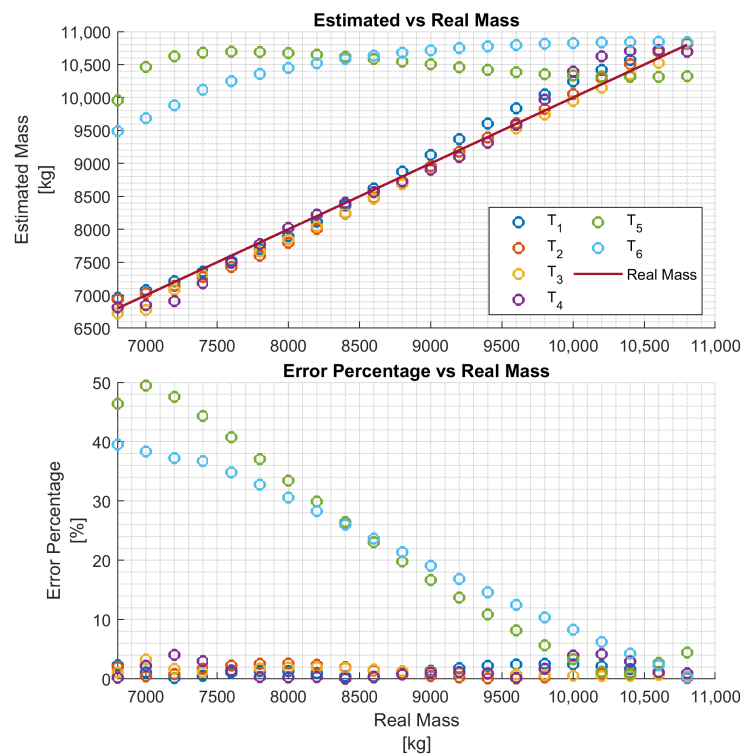 Estimated vs Real Mass
11,000
10,500
10,000
9500
9000
8500
8000
7500
7000
6500
Estimated Mass
[kg]
T1 T5
T2 T6
T3 Real Mass
T4
7000 7500 8000 8500 9000 9500 10,000 10,500 11,000
Error Percentage vs Real Mass
50
40
30
20
10
0
Error Percentage
[%]
7000 7500 8000 8500 9000 9500 10,000 10,500 11,000
Real Mass
[kg]